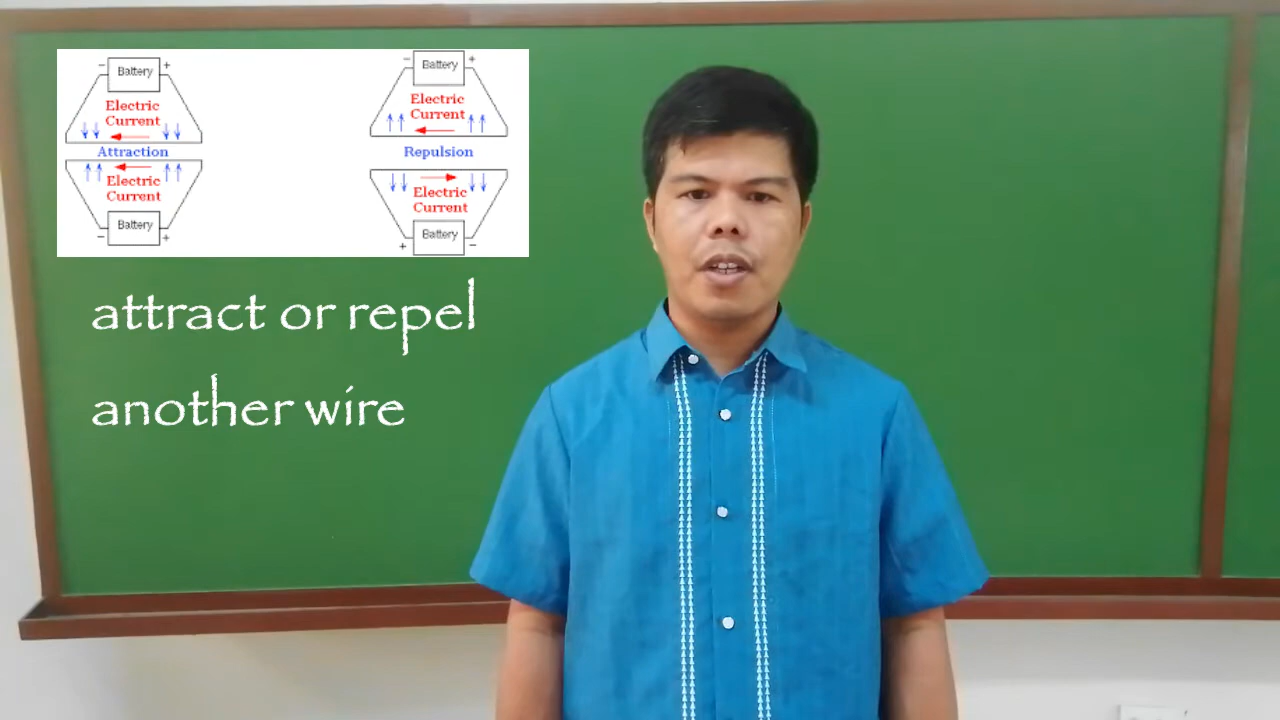 - Battery +
Electric
Current
Attraction
Electric
Current
- Battery +
- Battery +
Electric
Current
Repulsion
Electric
Current
+ Battery -
attract or repel
another wire